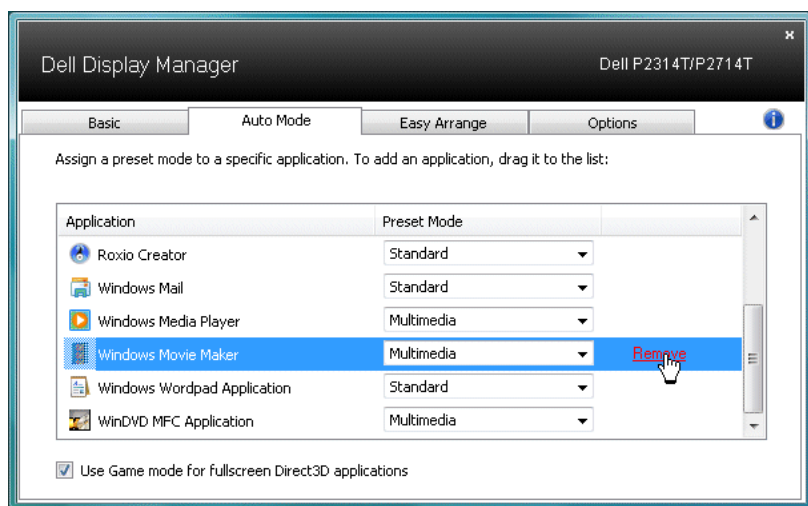 x
Dell Display Manager Dell P2314T/P2714T
Basic Auto Mode Easy Arrange Options i
Assign a preset mode to a specific application. To add an application, drag it to the list:
Application Preset Mode
Roxio Creator Standard
Windows Mail Standard
Windows Media Player Multimedia
Windows Movie Maker Multimedia Remove
Windows Wordpad Application Standard
WinDVD MFC Application Multimedia
Use Game mode for fullscreen Direct3D applications